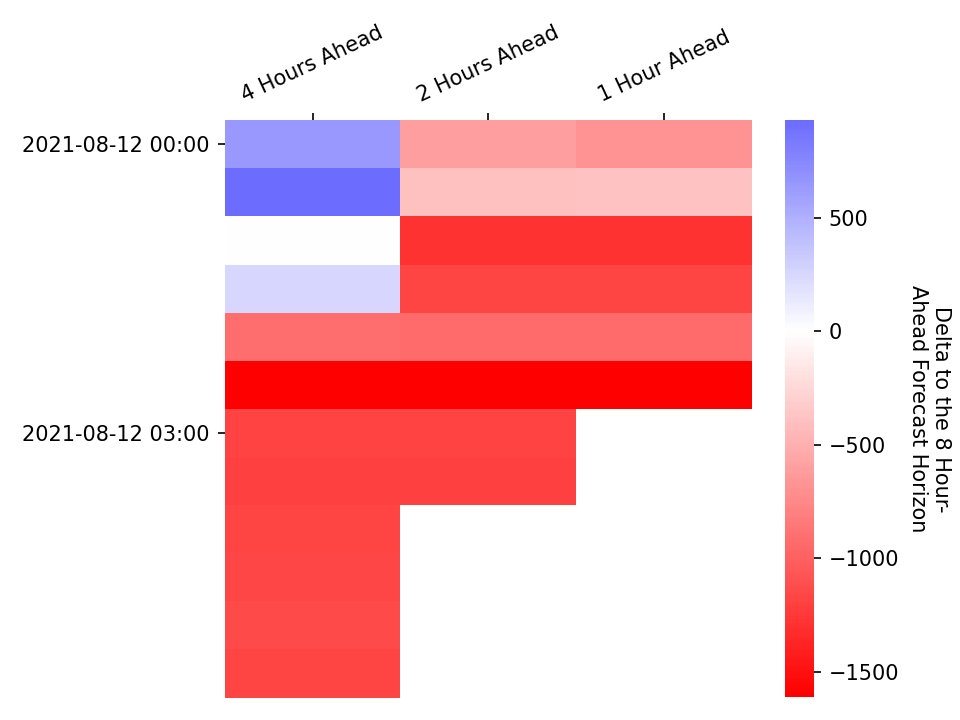 4 Hours Ahead
2 Hours Ahead
1 Hour Ahead
2021-08-12 00:00
2021-08-12 03:00
500
0
−500
−1000
−1500
Delta to the 8 Hour-
Ahead Forecast Horizon